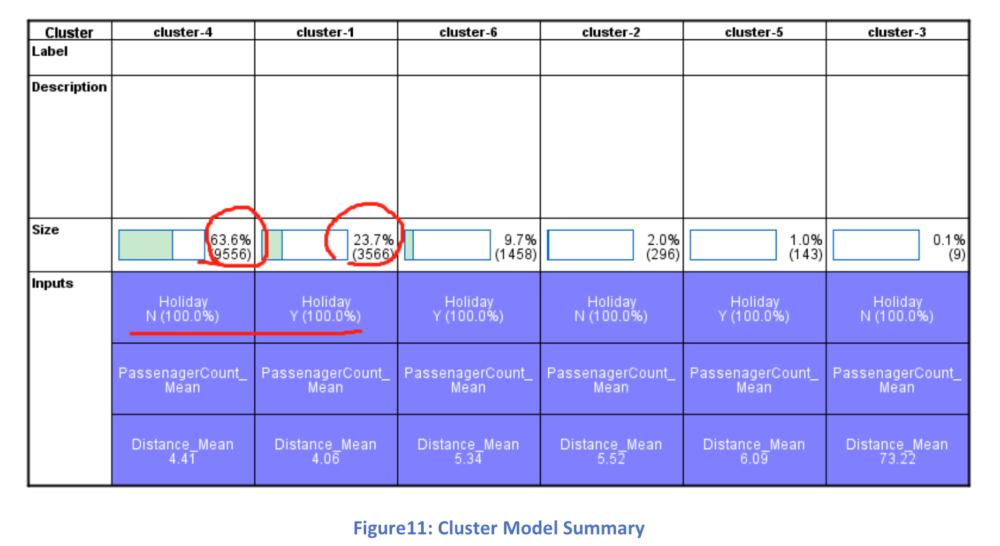 Cluster cluster-4 cluster-1 cluster-6 cluster-2 cluster-5 cluster-3
Label
Description
Size
63.6% 23.7% 9.7% 2.0% 1.0% 0.1%
(9556) (3566) (1458) (296) (143) (9)
Inputs
Holiday Holiday Holiday Holiday Holiday Holiday
N (100.0%) Y (100.0%) Y (100.0%) N (100.0%) Y (100.0%) N (100.0%)
PassenagerCount_ PassenagerCount_ PassenagerCount_ PassenagerCount_ PassenagerCount_ PassenagerCount_
Mean Mean Mean Mean Mean Mean
Distance_Mean Distance_Mean Distance_Mean Distance_Mean Distance_Mean Distance_Mean
4.41 4.06 5.34 5.52 6.09 73.22
Figure11: Cluster Model Summary